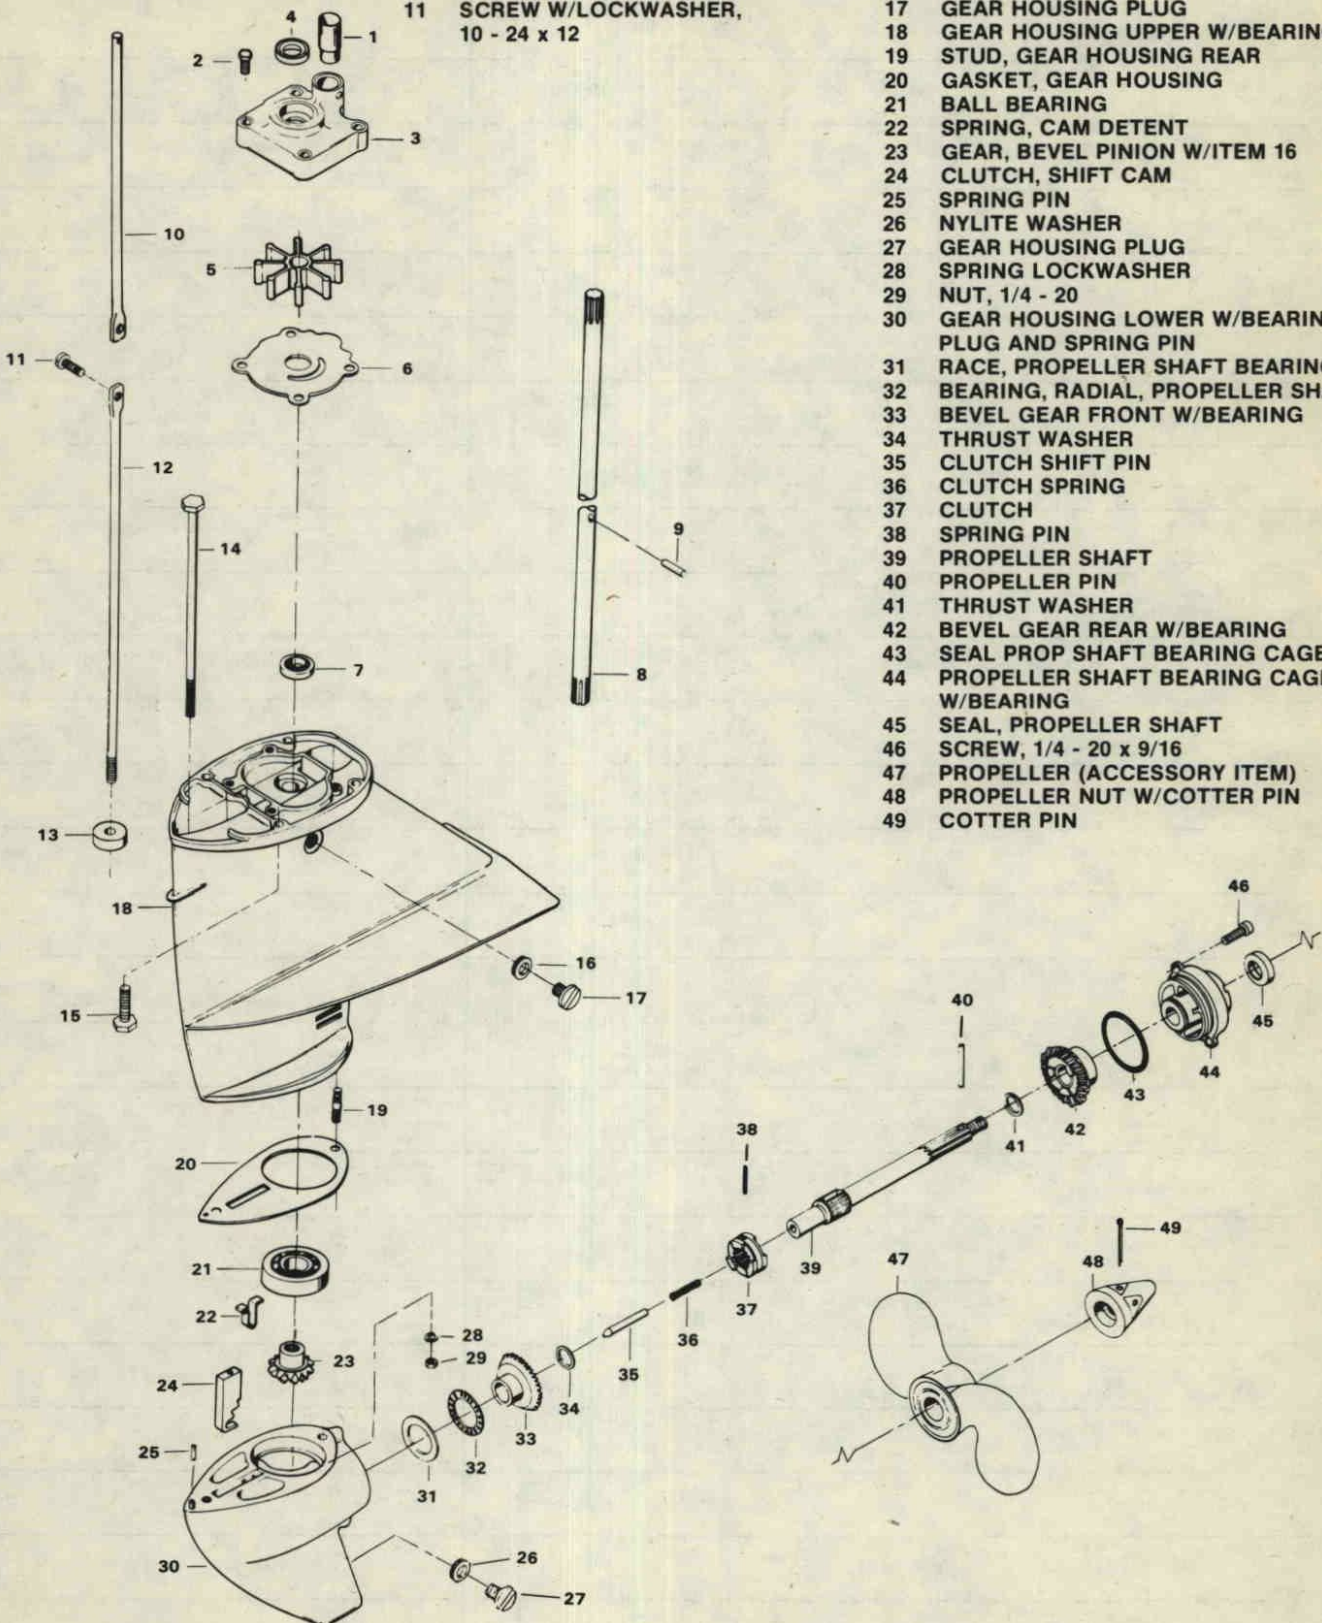 11 SCREW W/LOCKWASHER,
10 - 24 x 12
17 GEAR HOUSING PLUG
18 GEAR HOUSING UPPER W/BEARIN
19 STUD, GEAR HOUSING REAR
20 GASKET, GEAR HOUSING
21 BALL BEARING
22 SPRING, CAM DETENT
23 GEAR, BEVEL PINION W/ITEM 16
24 CLUTCH, SHIFT CAM
25 SPRING PIN
26 NYLITE WASHER
27 GEAR HOUSING PLUG
28 SPRING LOCKWASHER
29 NUT, 1/4 - 20
30 GEAR HOUSING LOWER W/BEARIN
PLUG AND SPRING PIN
31 RACE, PROPELLER SHAFT BEARING
32 BEARING, RADIAL, PROPELLER SH
33 BEVEL GEAR FRONT W/BEARING
34 THRUST WASHER
35 CLUTCH SHIFT PIN
36 CLUTCH SPRING
37 CLUTCH
38 SPRING PIN
39 PROPELLER SHAFT
40 PROPELLER PIN
41 THRUST WASHER
42 BEVEL GEAR REAR W/BEARING
43 SEAL PROP SHAFT BEARING CAGE
44 PROPELLER SHAFT BEARING CAGE
W/BEARING
45 SEAL, PROPELLER SHAFT
46 SCREW, 1/4 - 20 x 9/16
47 PROPELLER (ACCESSORY ITEM)
48 PROPELLER NUT W/COTTER PIN
49 COTTER PIN
4
1
2
3
10
5
11
6
12
14
9
7
8
13
18
16
17
15
19
20
21
22
28
23
29
24
25
30
26
27
31
32
33
34
35
36
37
38
39
40
41
42
43
44
45
46
47
48
49